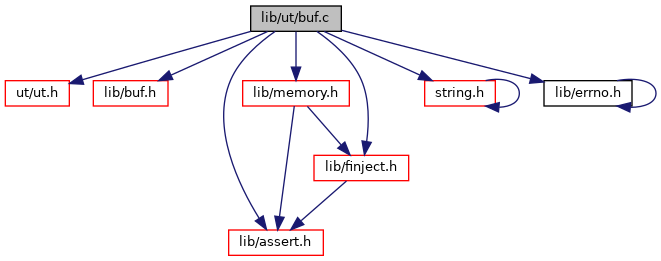 lib/ut/buf.c
ut/ut.h
lib/buf.h
lib/memory.h
string.h
lib/errno.h
lib/finject.h
lib/assert.h